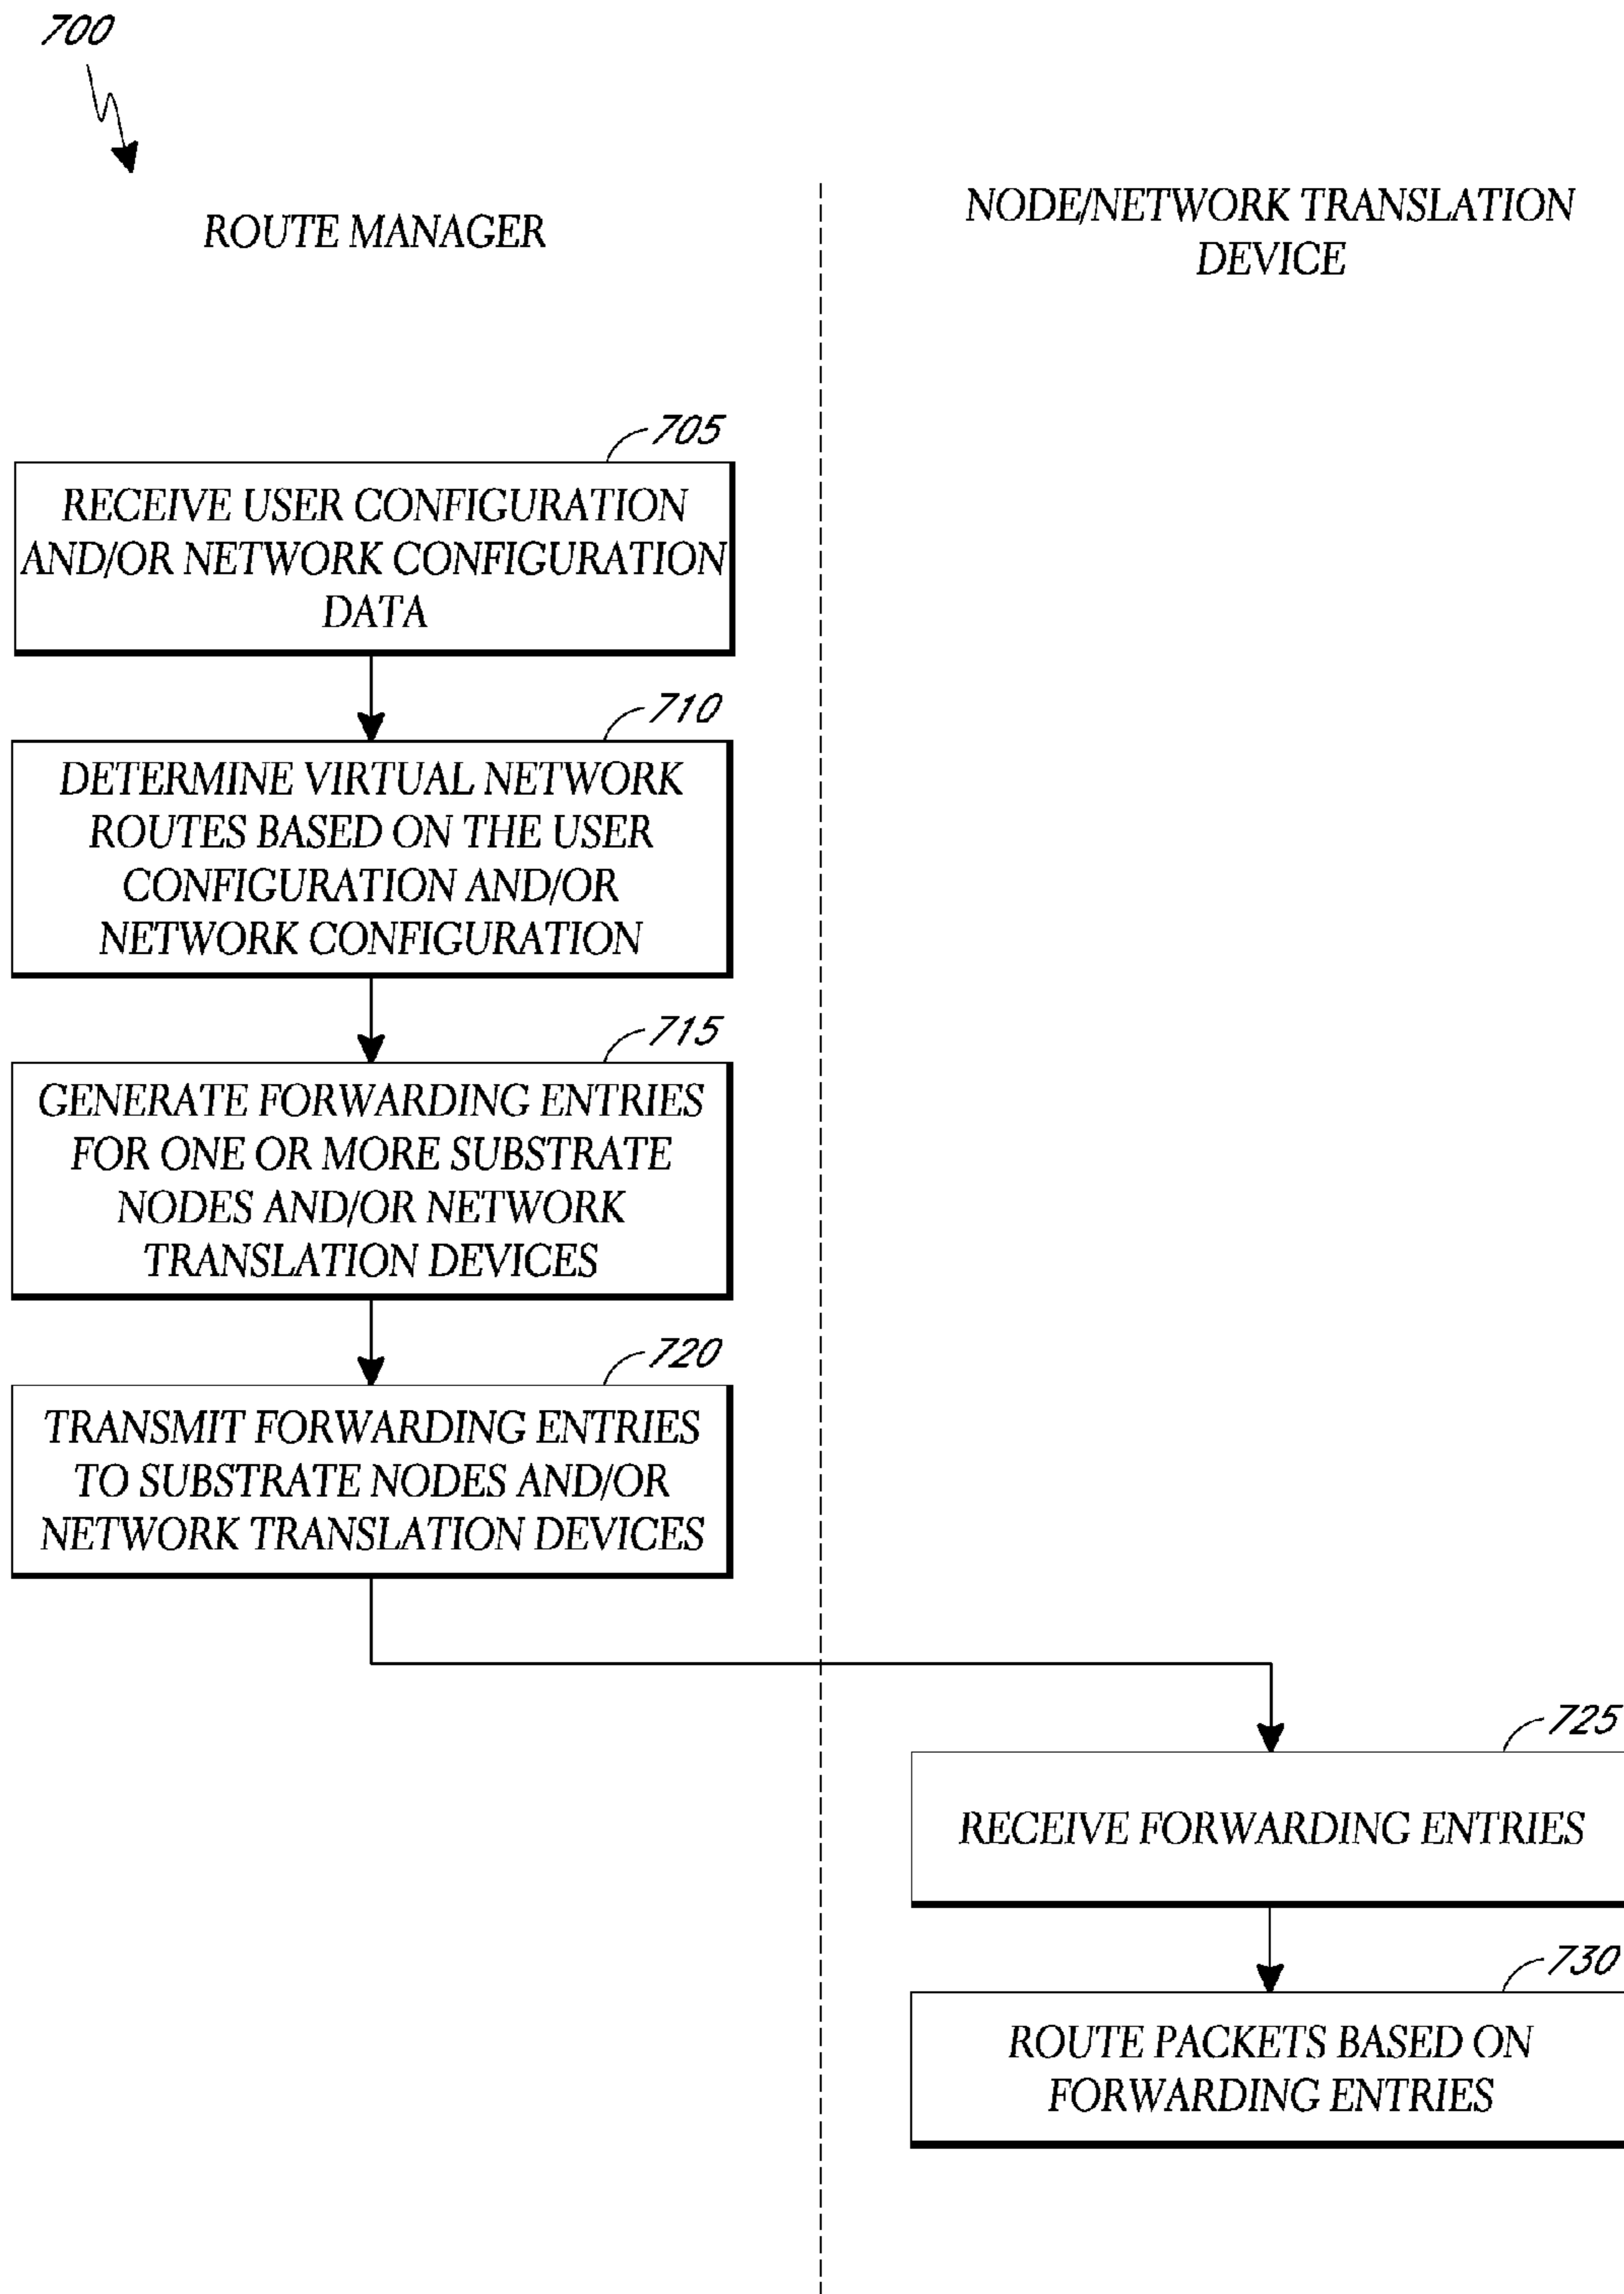 700
ROUTE MANAGER
NODE/NETWORK TRANSLATION
DEVICE
705
RECEIVE USER CONFIGURATION
AND/OR NETWORK CONFIGURATION
DATA
710
DETERMINE VIRTUAL NETWORK
ROUTES BASED ON THE USER
CONFIGURATION AND/OR
NETWORK CONFIGURATION
715
GENERATE FORWARDING ENTRIES
FOR ONE OR MORE SUBSTRATE
NODES AND/OR NETWORK
TRANSLATION DEVICES
720
TRANSMIT FORWARDING ENTRIES
TO SUBSTRATE NODES AND/OR
NETWORK TRANSLATION DEVICES
725
RECEIVE FORWARDING ENTRIES
730
ROUTE PACKETS BASED ON
FORWARDING ENTRIES